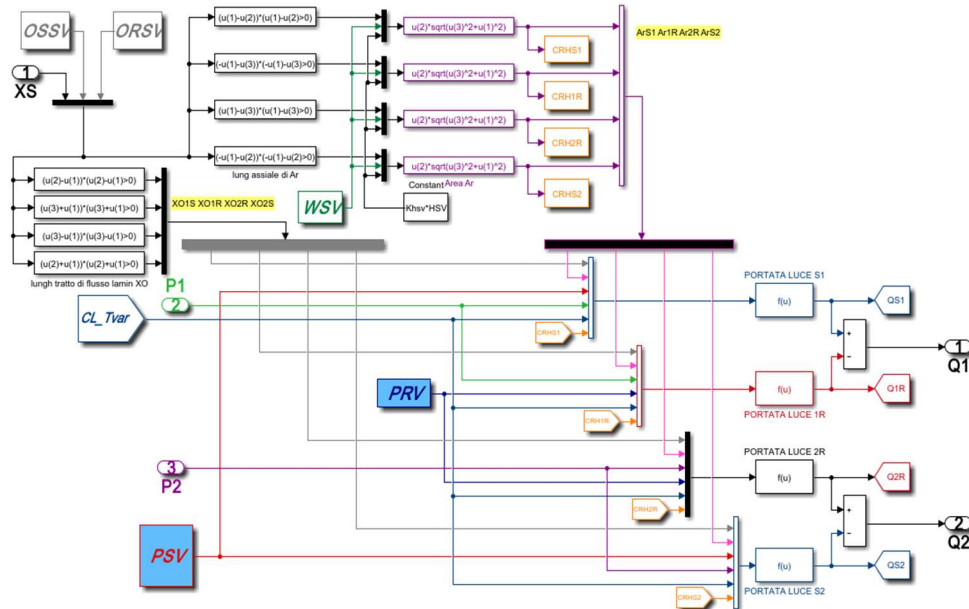 OSSV
ORSV
1
XS
(u(1)-u(2))*(u(1)-u(2)>0)
(-u(1)-u(3))*(-u(1)-u(3)>0)
(u(1)-u(3))*(u(1)-u(3)>0)
(-u(1)-u(2))*(-u(1)-u(2)>0)
lung assiale di Ar
u(2)*sqrt(u(3)^2+u(1)^2)
u(2)*sqrt(u(3)^2+u(1)^2)
u(2)*sqrt(u(3)^2+u(1)^2)
u(2)*sqrt(u(3)^2+u(1)^2)
Area Ar
Constant
Khsv*HSV
CRHS1
CRH1R
CRH2R
CRHS2
ArS1 Ar1R Ar2R ArS2
WSV
(u(2)-u(1))*(u(2)-u(1)>0)
(u(3)+u(1))*(u(3)+u(1)>0)
(u(3)-u(1))*(u(3)-u(1)>0)
(u(2)+u(1))*(u(2)+u(1)>0)
lungh tratto di flusso lamin XO
XO1S XO1R XO2R XO2S
P1
2
CL_Tvar
CRHS1
PORTATA LUCE S1
f(u)
QS1
+
−
1
Q1
PRV
CRH1R
f(u)
PORTATA LUCE 1R
Q1R
3
P2
CRH2R
PORTATA LUCE 2R
f(u)
Q2R
+
−
2
Q2
PSV
CRHS2
f(u)
PORTATA LUCE S2
QS2